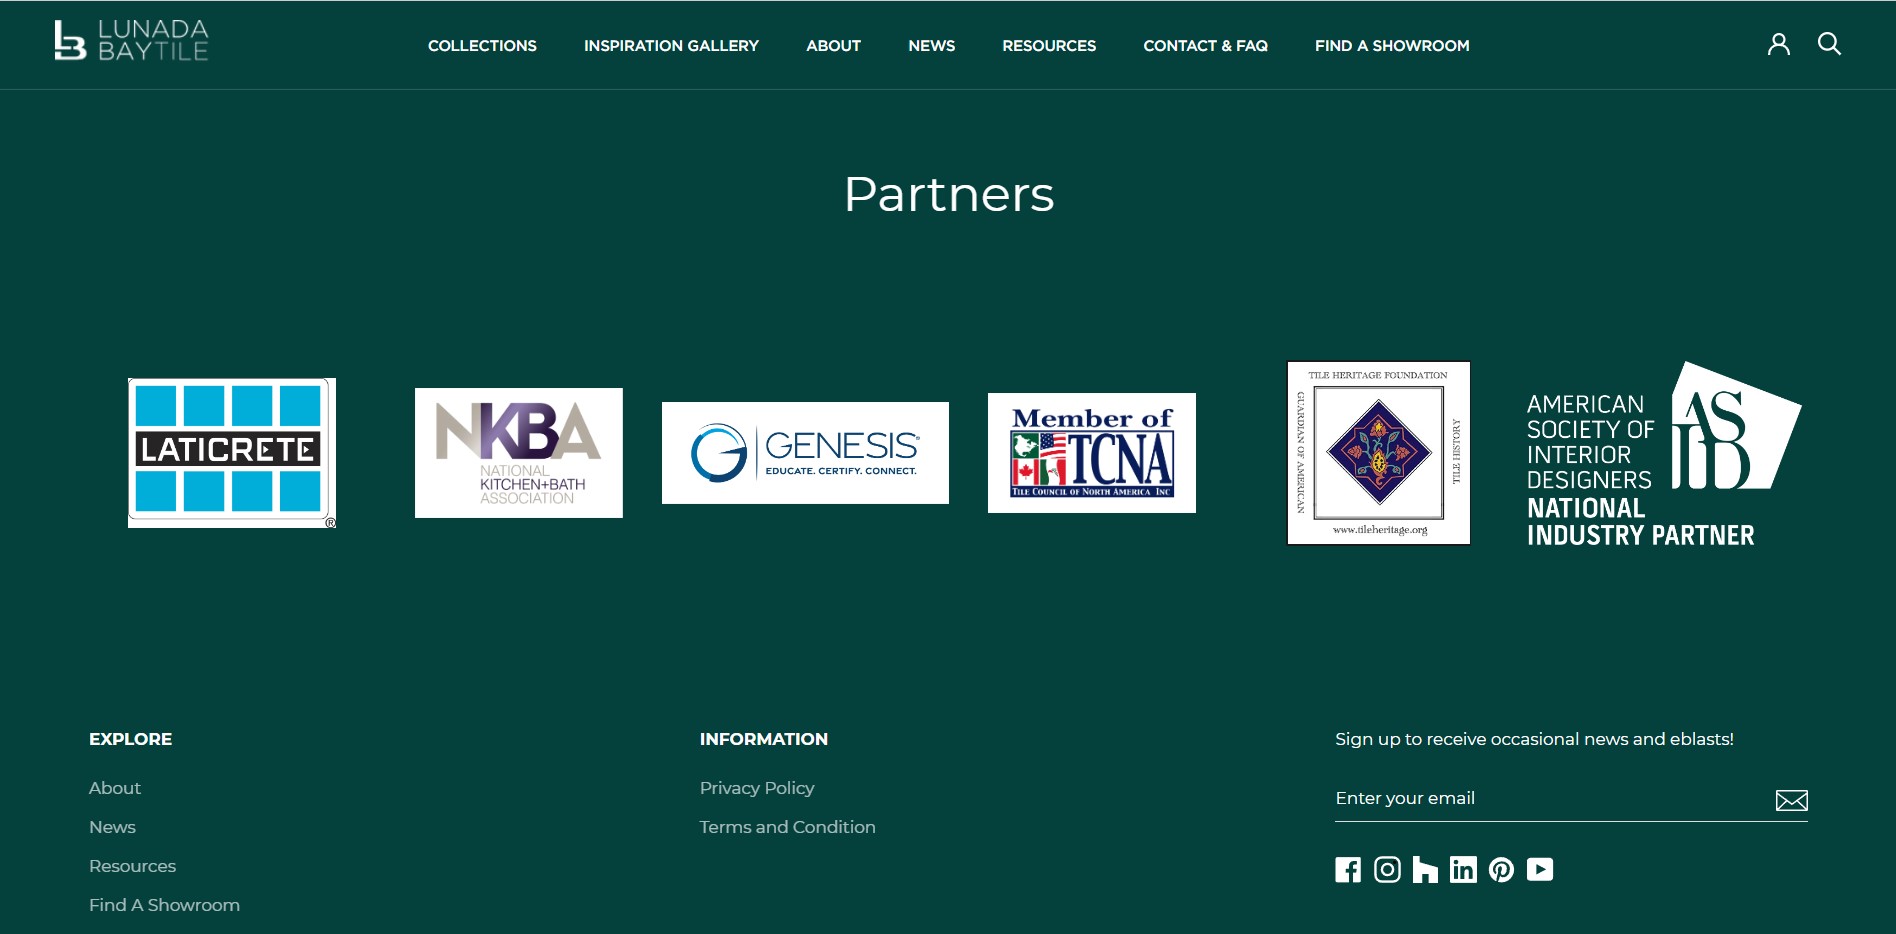 LUNADA
BAYTILE
COLLECTIONS
INSPIRATION GALLERY
ABOUT
NEWS
RESOURCES
CONTACT & FAQ
FIND A SHOWROOM
Partners
LATICRETE
®
NKBA
NATIONAL
KITCHEN+BATH
ASSOCIATION
GENESIS®
EDUCATE. CERTIFY. CONNECT.
Member of
TCNA
TILE COUNCIL OF NORTH AMERICA INC
TILE HERITAGE FOUNDATION
GUARDIAN OF AMERICAN
TILE HISTORY
www.tileheritage.org
AMERICAN
SOCIETY OF
INTERIOR
DESIGNERS
NATIONAL
INDUSTRY PARTNER
AS
ID
EXPLORE
About
News
Resources
Find A Showroom
INFORMATION
Privacy Policy
Terms and Condition
Sign up to receive occasional news and eblasts!
Enter your email